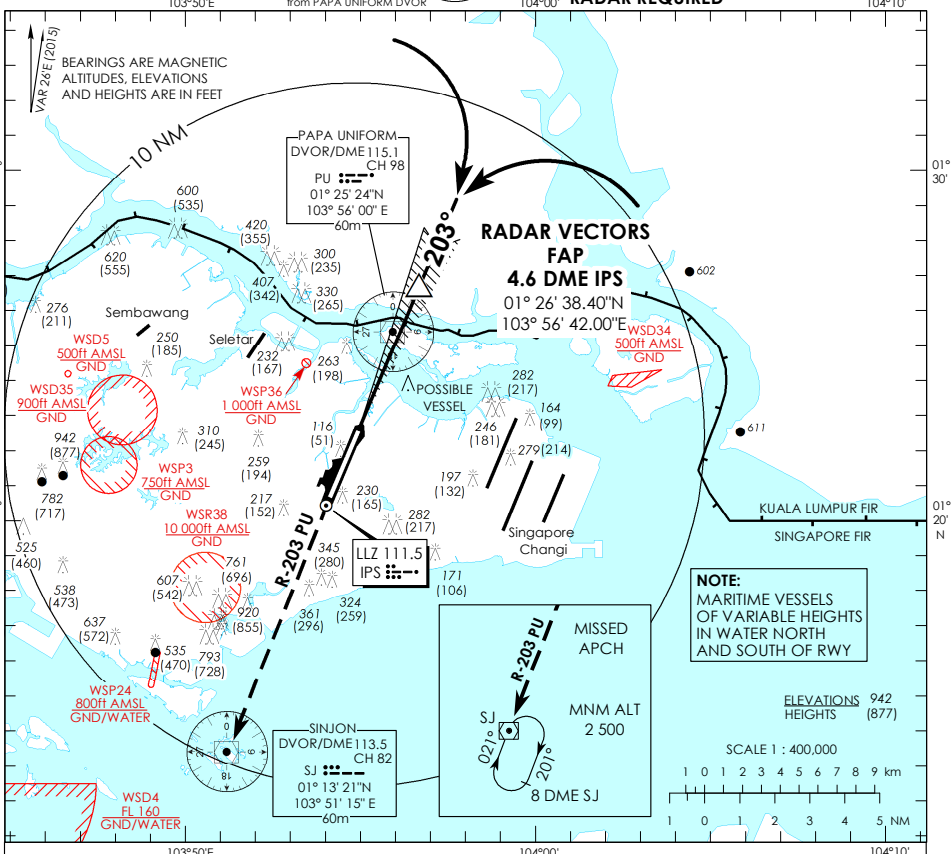 103°50'E
from PAPA UNIFORM DVOR
104°00'
RADAR REQUIRED
104°10'
VAR 26'E (2015)
BEARINGS ARE MAGNETIC
ALTITUDES, ELEVATIONS
AND HEIGHTS ARE IN FEET
10 NM
PAPA UNIFORM
DVOR/DME 115.1
CH 98
PU
01° 25' 24"N
103° 56' 00" E
60m
01°
30'
203°
RADAR VECTORS
FAP
4.6 DME IPS
01° 26' 38.40"N
103° 56' 42.00"E
602
600
(535)
620
(555)
420
(355)
300
(235)
407
(342)
330
(265)
276
(211)
Sembawang
250
(185)
Seletar
232
(167)
263
(198)
WSD5
500ft AMSL
GND
WSD35
900ft AMSL
GND
WSP36
1 000ft AMSL
GND
WSD34
500ft AMSL
GND
0
6
27
POSSIBLE
VESSEL
282
(217)
246
(181)
164
(99)
279 (214)
611
942
(877)
782
(717)
310
(245)
116
(51)
259
(194)
WSP3
750ft AMSL
GND
197
(132)
217
(152)
230
(165)
282
(217)
WSR38
10 000ft AMSL
GND
KUALA LUMPUR FIR
SINGAPORE FIR
01°
20'
N
Singapore
Changi
525
(460)
538
(473)
607
(542)
761
(696)
R-203 PU
345
(280)
LLZ 111.5
IPS
171
(106)
361
(296)
324
(259)
920
(855)
637
(572)
535
(470)
793
(728)
NOTE:
MARITIME VESSELS
OF VARIABLE HEIGHTS
IN WATER NORTH
AND SOUTH OF RWY
WSP24
800ft AMSL
GND/WATER
R-203 PU
MISSED
APCH
MNM ALT
2 500
SJ
021°
201°
8 DME SJ
ELEVATIONS 942
HEIGHTS (877)
0
9
18
27
SINJON
DVOR/DME 113.5
CH 82
SJ
01° 13' 21"N
103° 51' 15" E
60m
SCALE 1 : 400,000
1 0 1 2 3 4 5 6 7 8 9 km
1 0 1 2 3 4 5 NM
WSD4
FL 160
GND/WATER
103°50'E
104°00'
104°10'